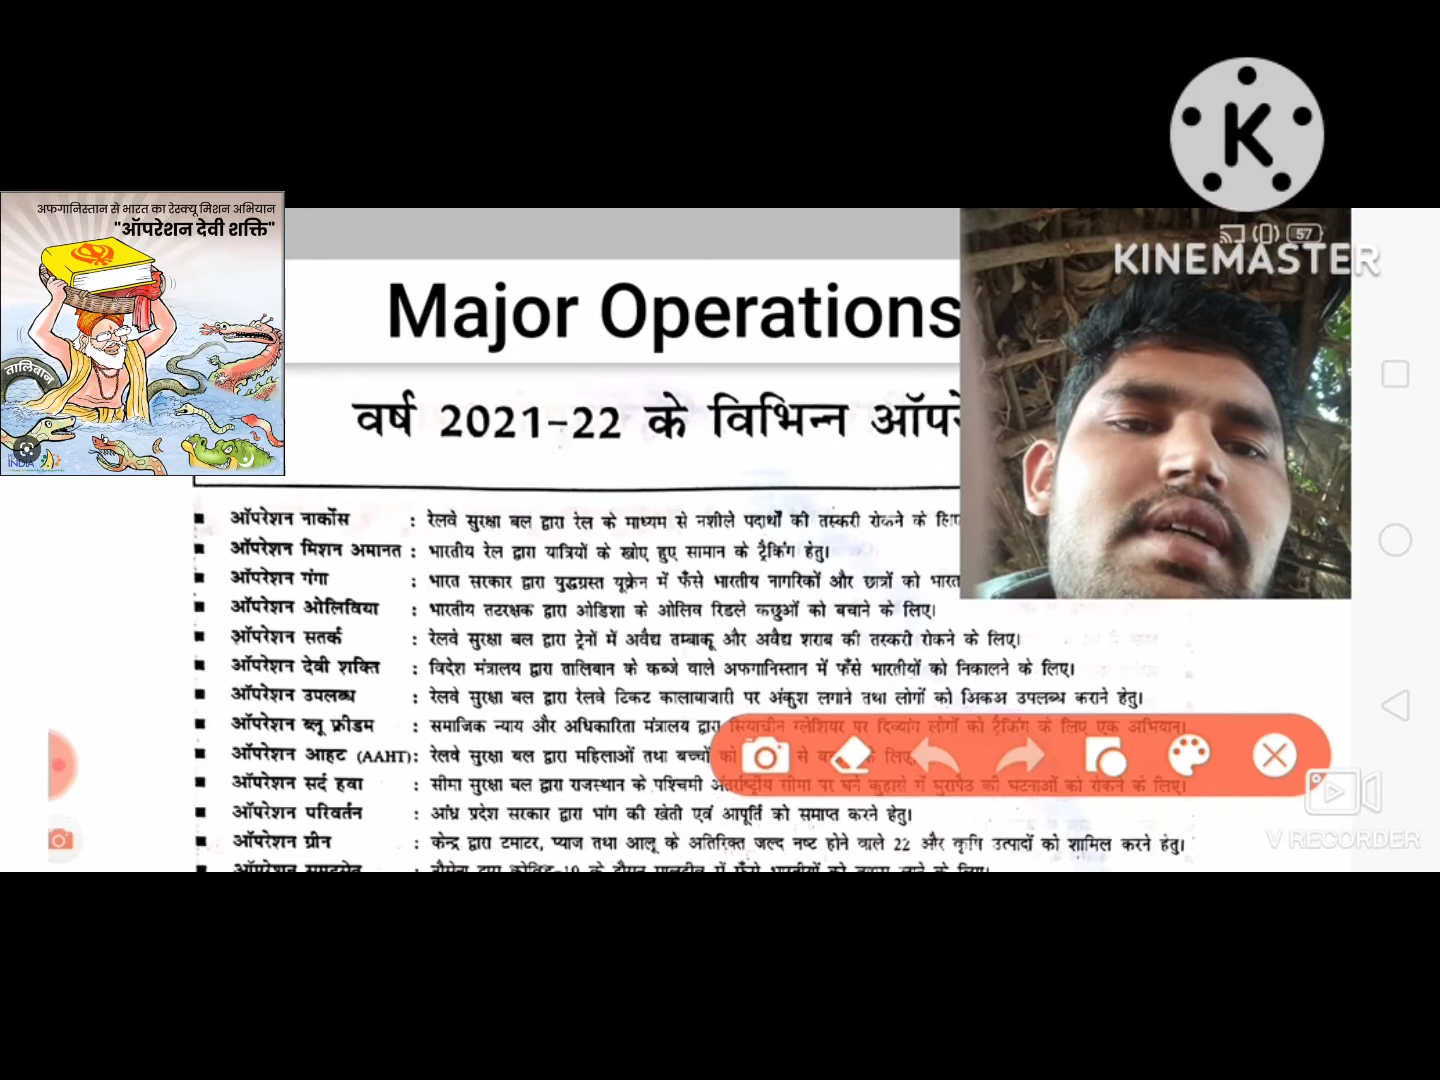 K
KINEMASTER
57
अफगानिस्तान से भारत का रेस्क्यू मिशन अभियान
"ऑपरेशन देवी शक्ति"
तालिबान
INDIA
Major Operations
वर्ष 2021-22 के विभिन्न ऑपरे
ऑपरेशन नार्कोस : रेलवे सुरक्षा बल द्वारा रेल के माध्यम से नशीले पदार्थों की तस्करी रोकने के लिए
ऑपरेशन मिशन अमानत : भारतीय रेल द्वारा यात्रियों के खोए हुए सामान के ट्रैकिंग हेतु।
ऑपरेशन गंगा : भारत सरकार द्वारा युद्धग्रस्त यूक्रेन में फँसे भारतीय नागरिकों और छात्रों को भारत
ऑपरेशन ओलिविया : भारतीय तटरक्षक द्वारा ओडिशा के ओलिव रिडले कछुओं को बचाने के लिए।
ऑपरेशन सतर्क : रेलवे सुरक्षा बल द्वारा ट्रेनों में अवैद्य तम्बाकू और अवैद्य शराब की तस्करी रोकने के लिए।
ऑपरेशन देवी शक्ति : विदेश मंत्रालय द्वारा तालिबान के कब्जे वाले अफगानिस्तान में फँसे भारतीयों को निकालने के लिए।
ऑपरेशन उपलब्ध : रेलवे सुरक्षा बल द्वारा रेलवे टिकट कालाबाजारी पर अंकुश लगाने तथा लोगों को टिकट उपलब्ध कराने हेतु।
ऑपरेशन ब्लू फ्रीडम : समाजिक न्याय और अधिकारिता मंत्रालय द्वारा सियाचीन ग्लेशियर पर दिव्यांग लोगों को ट्रैकिंग के लिए एक अभियान।
ऑपरेशन आहट (AAHT): रेलवे सुरक्षा बल द्वारा महिलाओं तथा बच्चों को से के लिए
ऑपरेशन सर्द हवा : सीमा सुरक्षा बल द्वारा राजस्थान के पश्चिमी अंतर्राष्ट्रीय सीमा पर घने कुहासे में घुसपैठ की घटनाओं को रोकने के लिए।
ऑपरेशन परिवर्तन : आंध्र प्रदेश सरकार द्वारा भांग की खेती एवं आपूर्ति को समाप्त करने हेतु।
ऑपरेशन ग्रीन : केन्द्र द्वारा टमाटर, प्याज तथा आलू के अतिरिक्त जल्द नष्ट होने वाले 22 और कृषि उत्पादों को शामिल करने हेतु।
V RECORDER